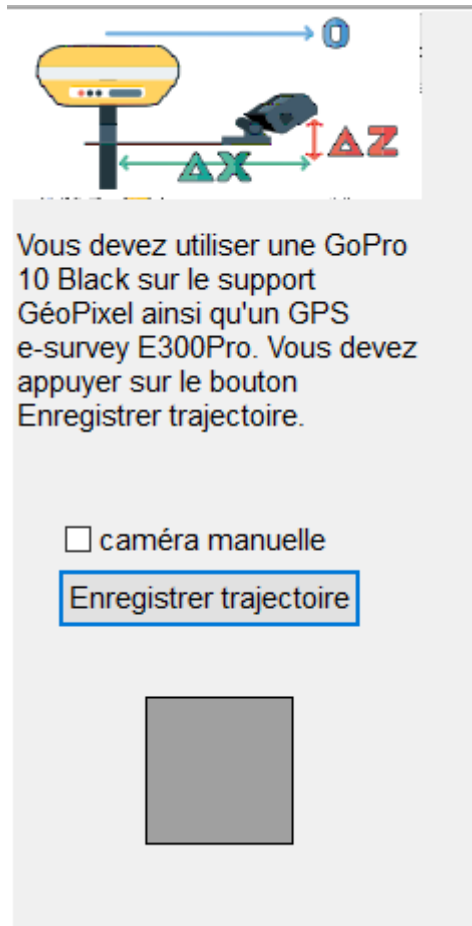 O
ΔX
ΔZ
Vous devez utiliser une GoPro
10 Black sur le support
GéoPixel ainsi qu'un GPS
e-survey E300Pro. Vous devez
appuyer sur le bouton
Enregistrer trajectoire.
caméra manuelle
Enregistrer trajectoire